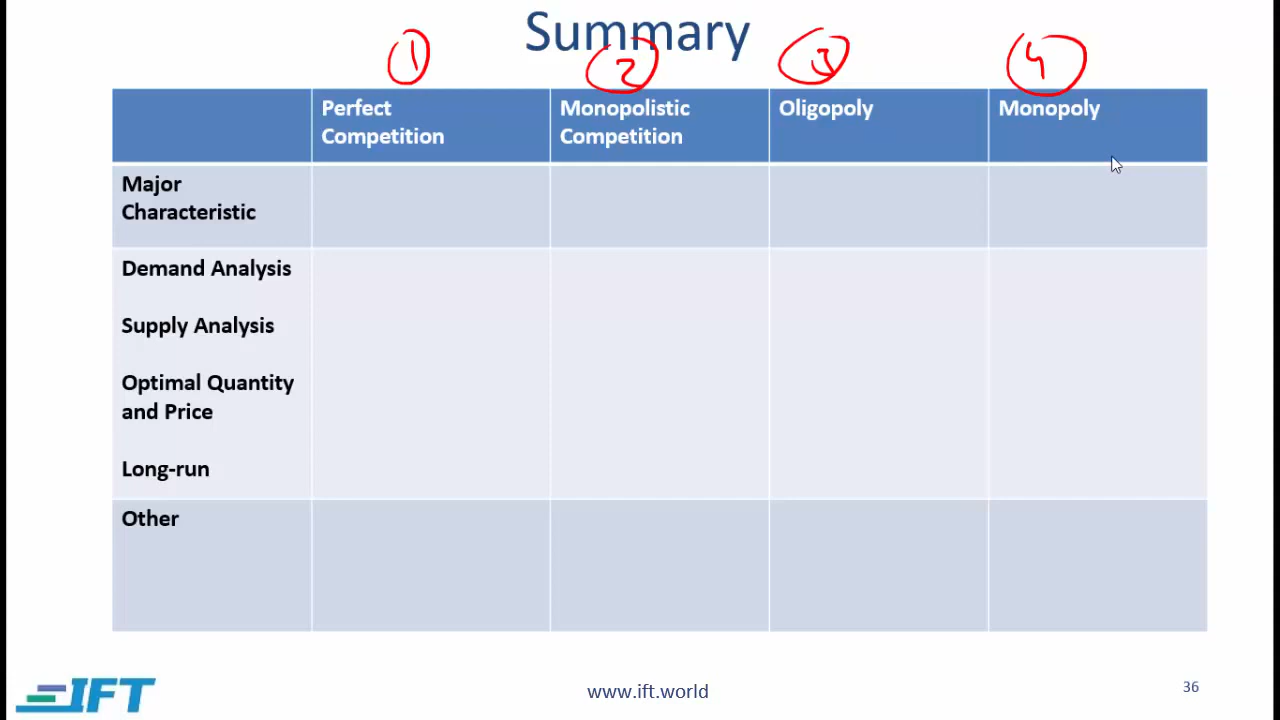 Summary
1 2 3 4
Perfect
Competition
Monopolistic
Competition
Oligopoly
Monopoly
Major
Characteristic
Demand Analysis
Supply Analysis
Optimal Quantity
and Price
Long-run
Other
IFT
www.ift.world
36